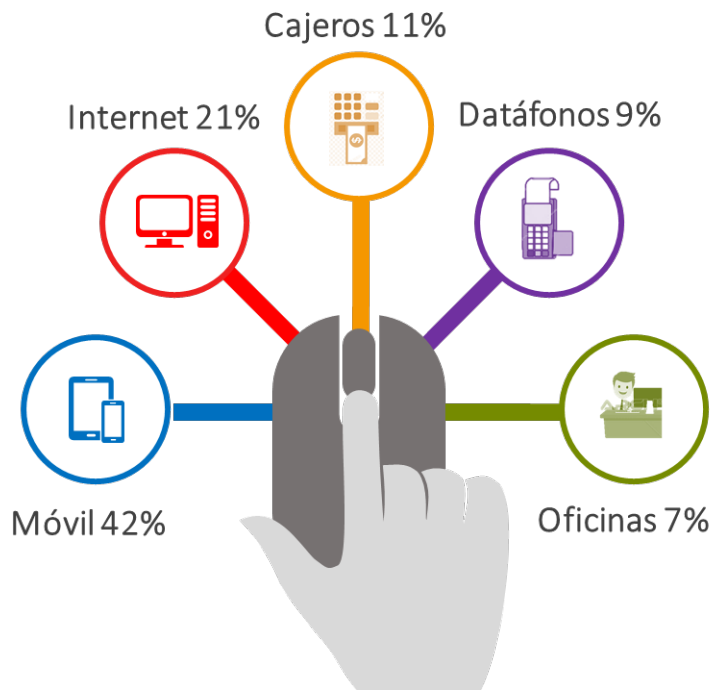 Cajeros 11%
Internet 21%
Datáfonos 9%
Móvil 42%
Oficinas 7%